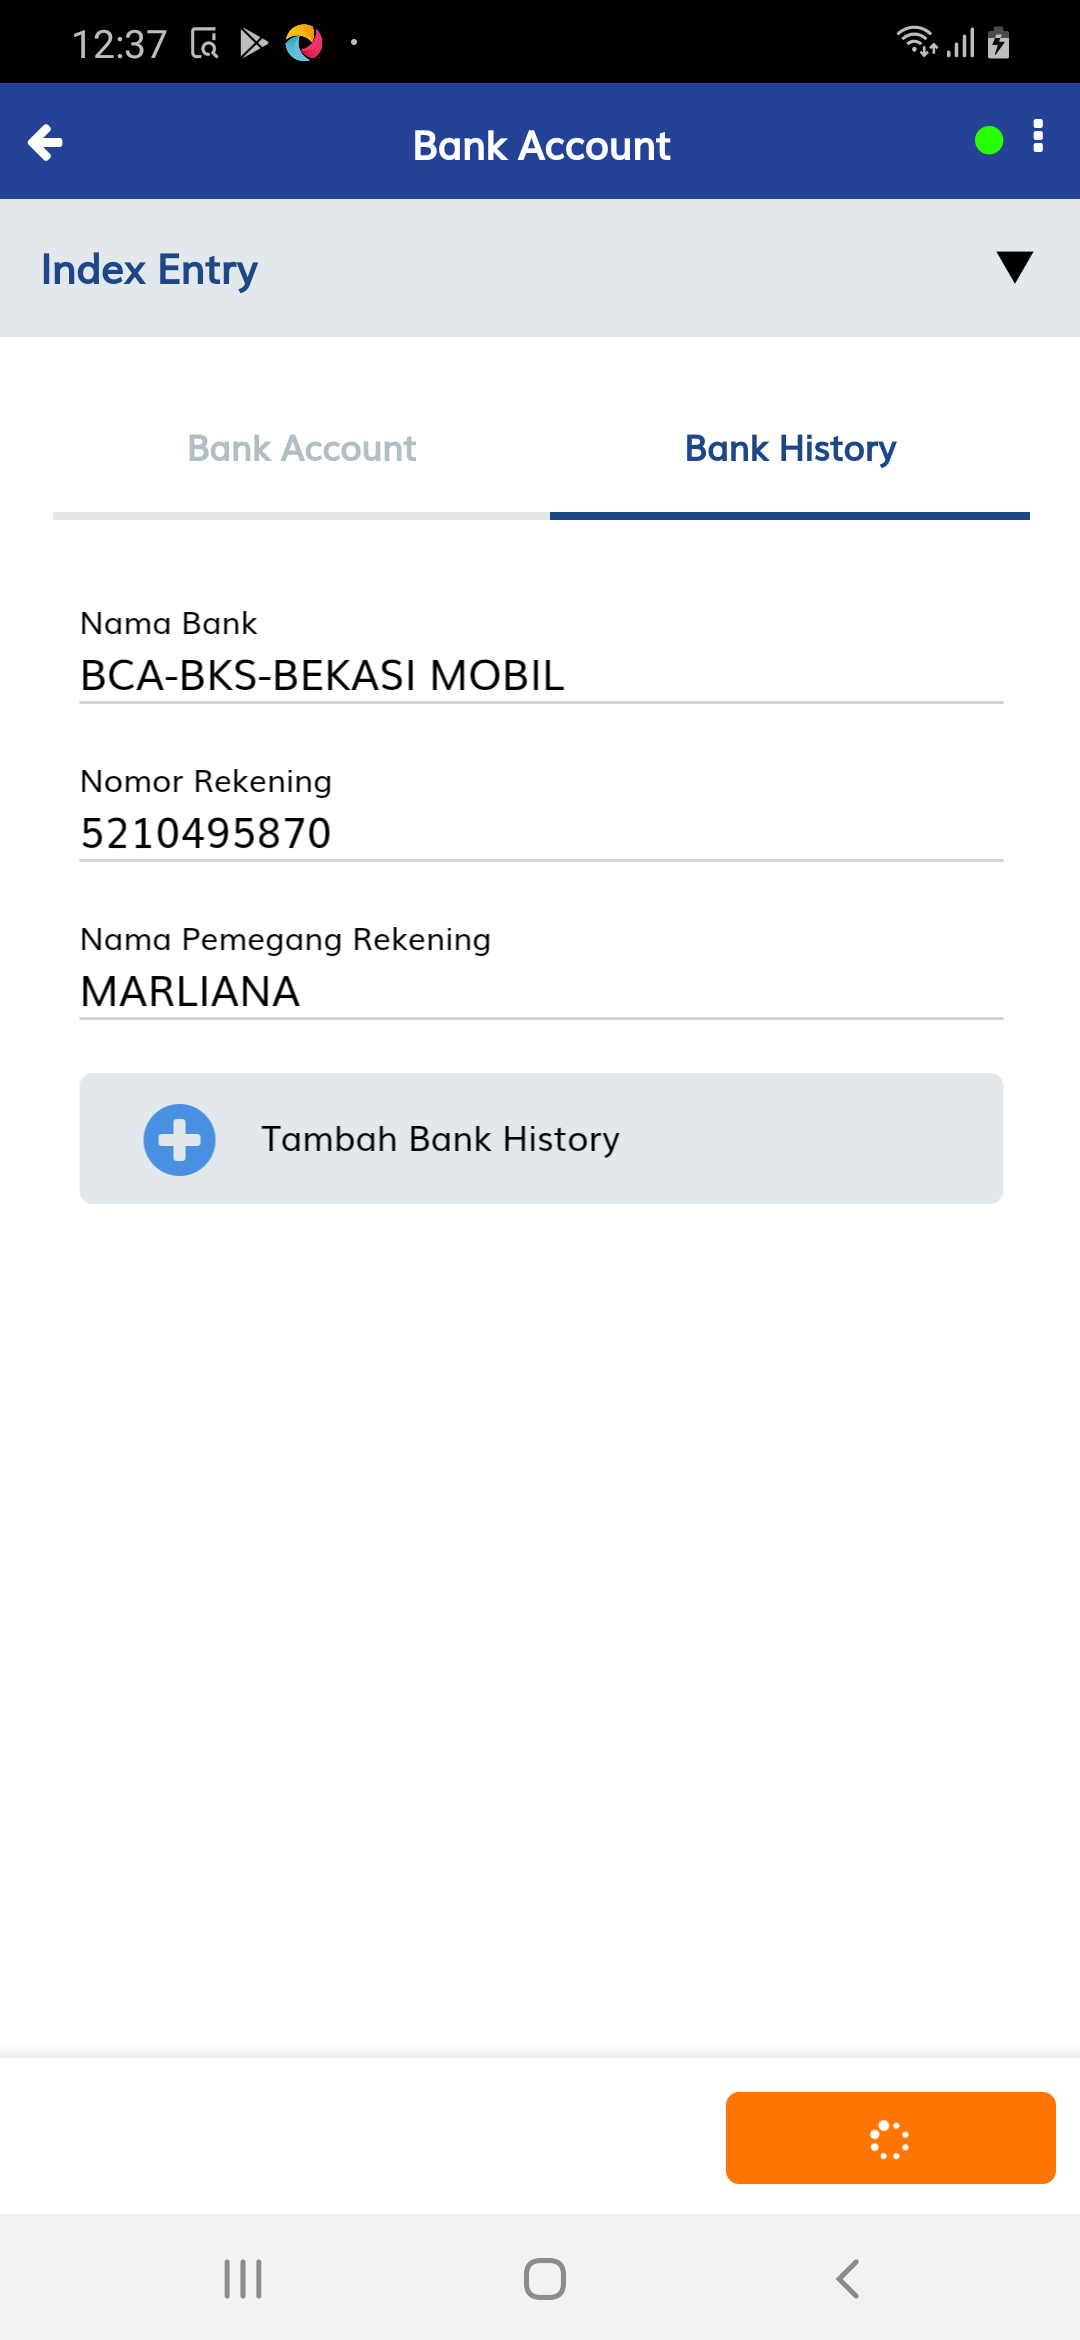 12:37
Bank Account
Index Entry
Bank Account
Bank History
Nama Bank
BCA-BKS-BEKASI MOBIL
Nomor Rekening
5210495870
Nama Pemegang Rekening
MARLIANA
Tambah Bank History